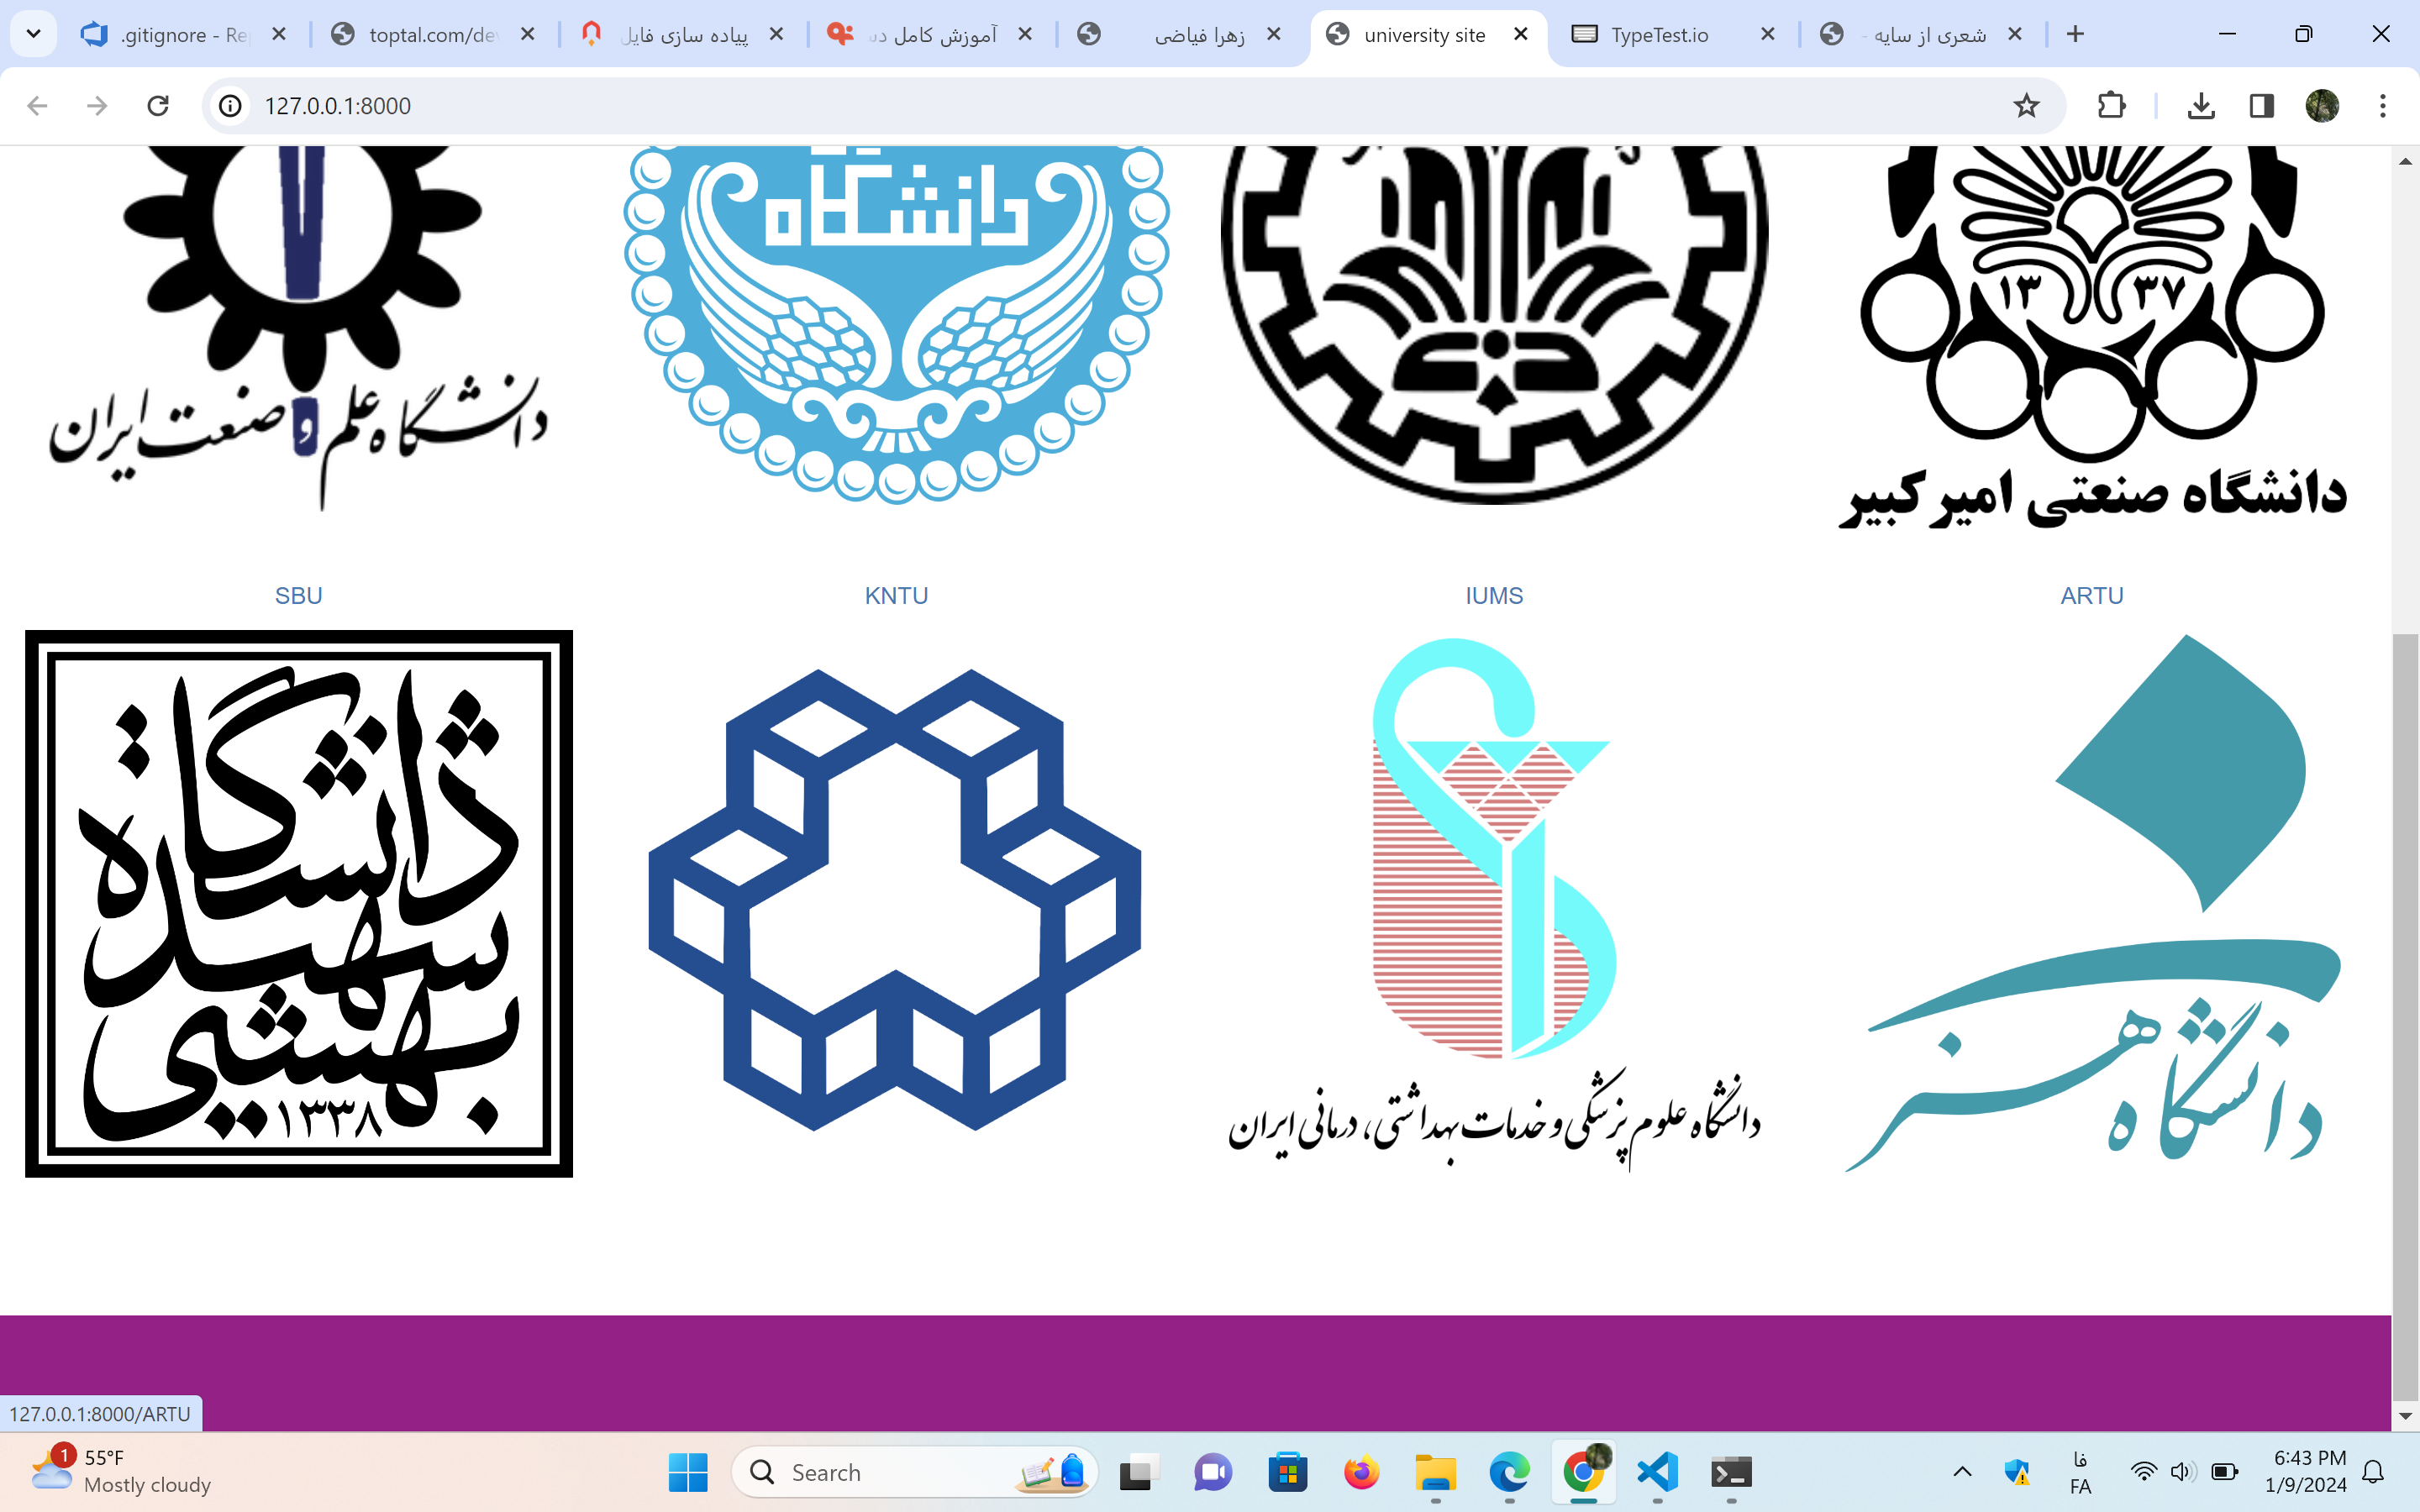 .gitignore - Re
toptal.com/dev
پیاده سازی فایل
آموزش کامل دس
زهرا فیاضی
university site
TypeTest.io
شعری از سایه -
127.0.0.1:8000
دانشگاه علم و صنعت ایران
دانشگاه
۱۳ ۳۷
دانشگاه صنعتی امیرکبیر
SBU
KNTU
IUMS
ARTU
دانشگاه
شهید
بهشتی
۱۳۳۸
دانشگاه علوم پزشکی و خدمات بهداشتی، درمانی ایران
دانشگاه هنر
127.0.0.1:8000/ARTU
1
55°F
Mostly cloudy
Search
فا
FA
6:43 PM
1/9/2024